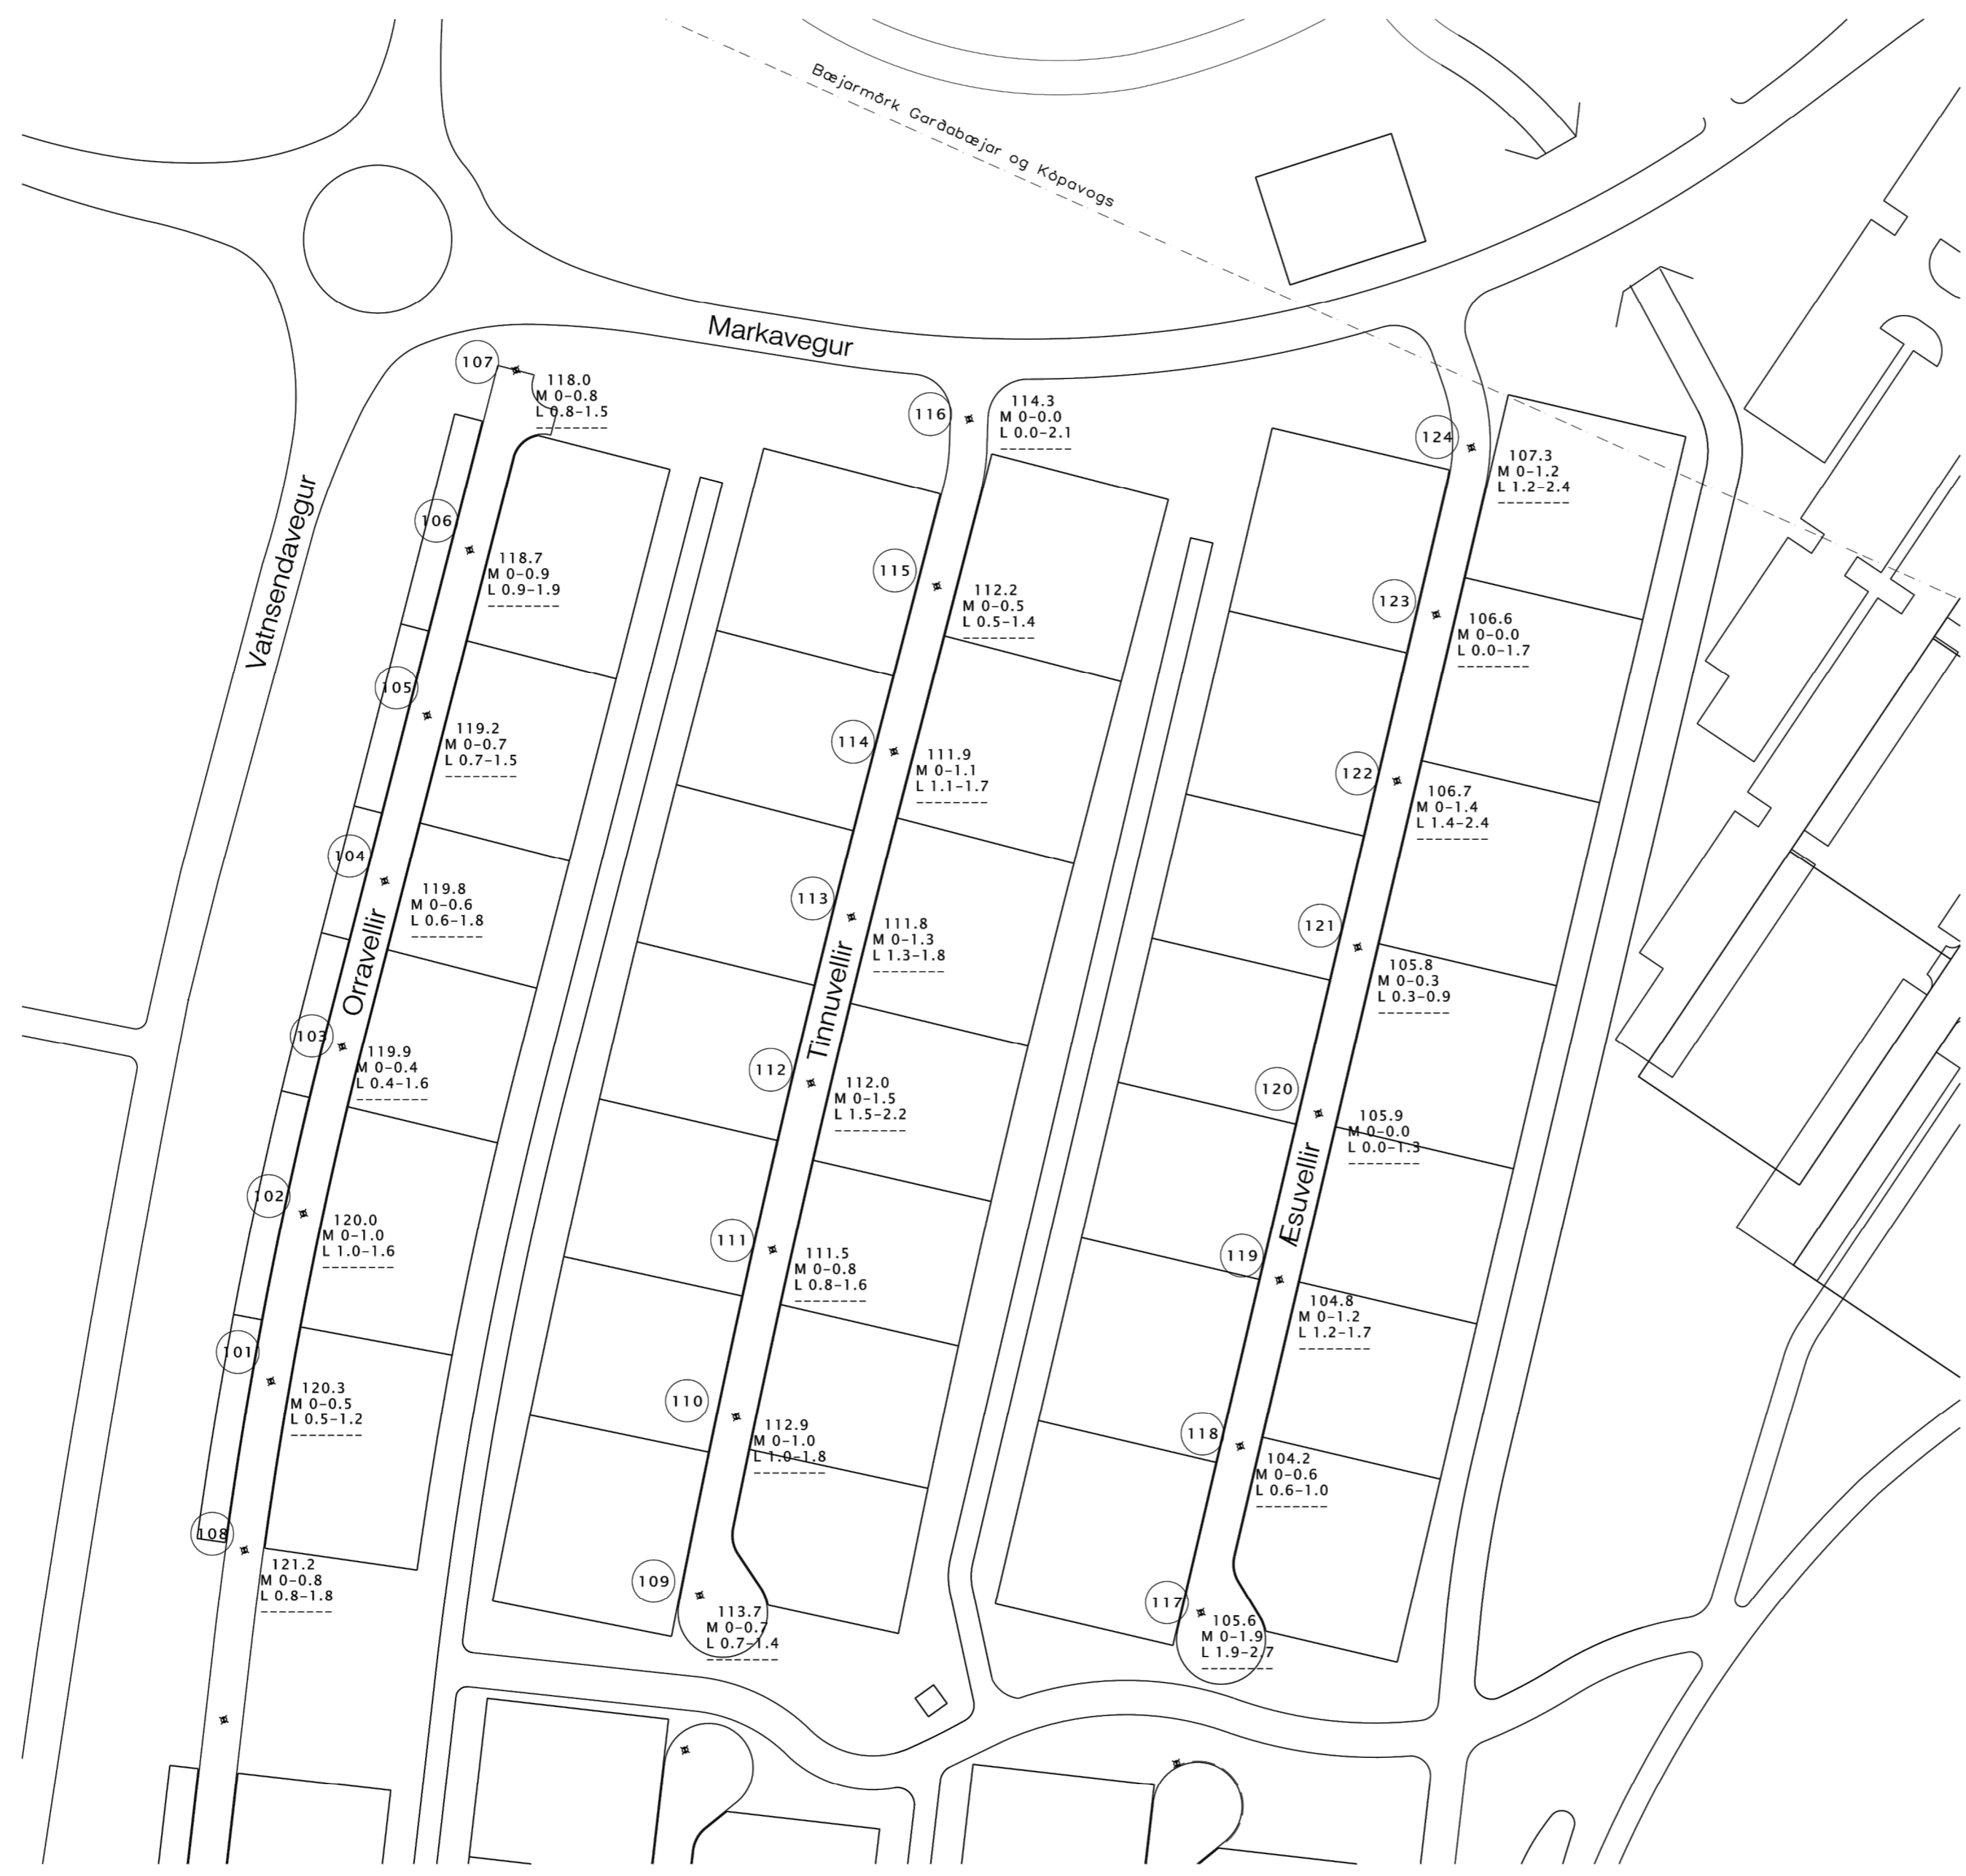 Bæjarmörk Garðabæjar og Kópavogs
Markavegur
Vatnsendavegur
Orravellir
Tinnuvellir
Æsuvellir
107
118.0
M 0-0.8
L 0.8-1.5
106
118.7
M 0-0.9
L 0.9-1.9
105
119.2
M 0-0.7
L 0.7-1.5
104
119.8
M 0-0.6
L 0.6-1.8
103
119.9
M 0-0.4
L 0.4-1.6
102
120.0
M 0-1.0
L 1.0-1.6
101
120.3
M 0-0.5
L 0.5-1.2
108
121.2
M 0-0.8
L 0.8-1.8
116
114.3
M 0-0.0
L 0.0-2.1
115
112.2
M 0-0.5
L 0.5-1.4
114
111.9
M 0-1.1
L 1.1-1.7
113
111.8
M 0-1.3
L 1.3-1.8
112
112.0
M 0-1.5
L 1.5-2.2
111
111.5
M 0-0.8
L 0.8-1.6
110
112.9
M 0-1.0
L 1.0-1.8
109
113.7
M 0-0.7
L 0.7-1.4
124
107.3
M 0-1.2
L 1.2-2.4
123
106.6
M 0-0.0
L 0.0-1.7
122
106.7
M 0-1.4
L 1.4-2.4
121
105.8
M 0-0.3
L 0.3-0.9
120
105.9
M 0-0.0
L 0.0-1.3
119
104.8
M 0-1.2
L 1.2-1.7
118
104.2
M 0-0.6
L 0.6-1.0
117
105.6
M 0-1.9
L 1.9-2.7